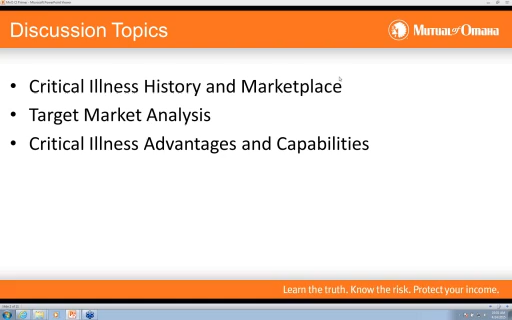 Discussion Topics
Mutual of Omaha
• Critical Illness History and Marketplace
• Target Market Analysis
• Critical Illness Advantages and Capabilities
Learn the truth. Know the risk. Protect your income.